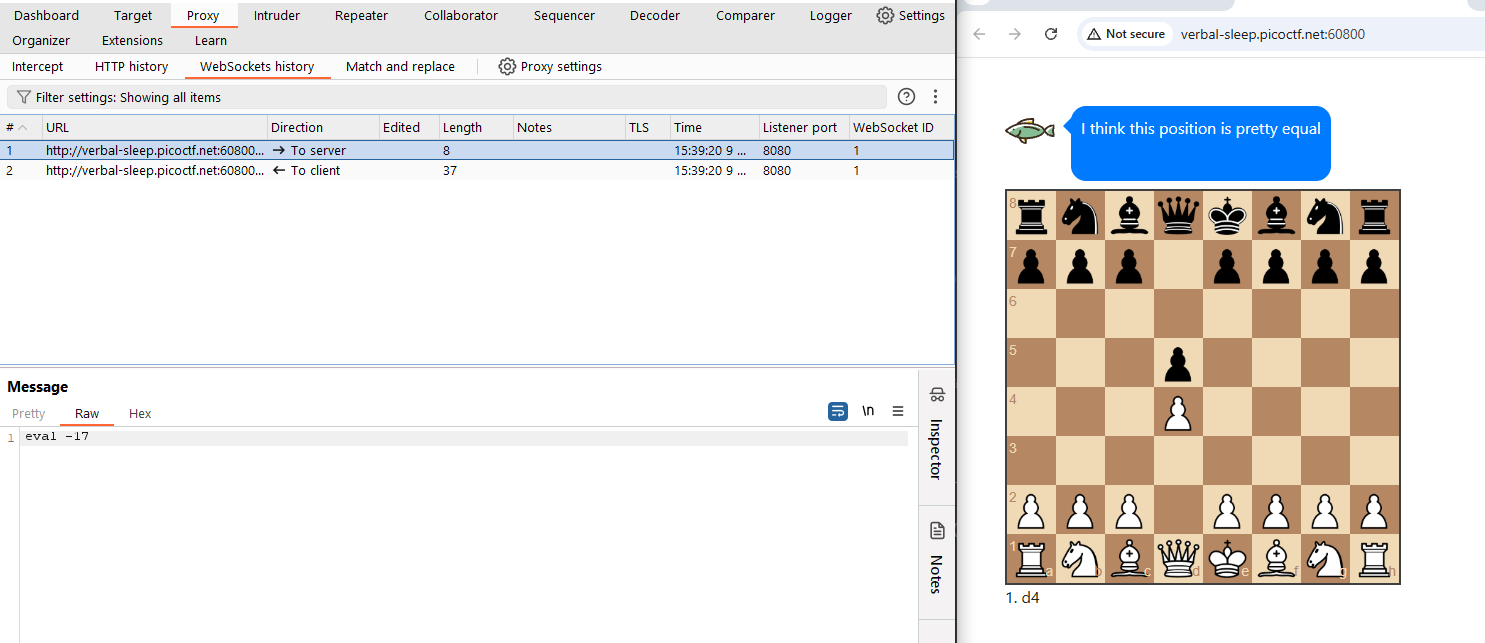 Dashboard Target Proxy Intruder Repeater Collaborator Sequencer Decoder Comparer Logger Settings
Organizer Extensions Learn
Intercept HTTP history WebSockets history Match and replace Proxy settings
Filter settings: Showing all items
# URL Direction Edited Length Notes TLS Time Listener port WebSocket ID
1 http://verbal-sleep.picoctf.net:60800... → To server 8 15:39:20 9 ... 8080 1
2 http://verbal-sleep.picoctf.net:60800... ← To client 37 15:39:20 9 ... 8080 1
Message
Pretty Raw Hex \n
1 eval -17
Inspector
Notes
Not secure verbal-sleep.picoctf.net:60800
I think this position is pretty equal
8
7
6
5
4
3
2
1 a b c d e f g h
1. d4